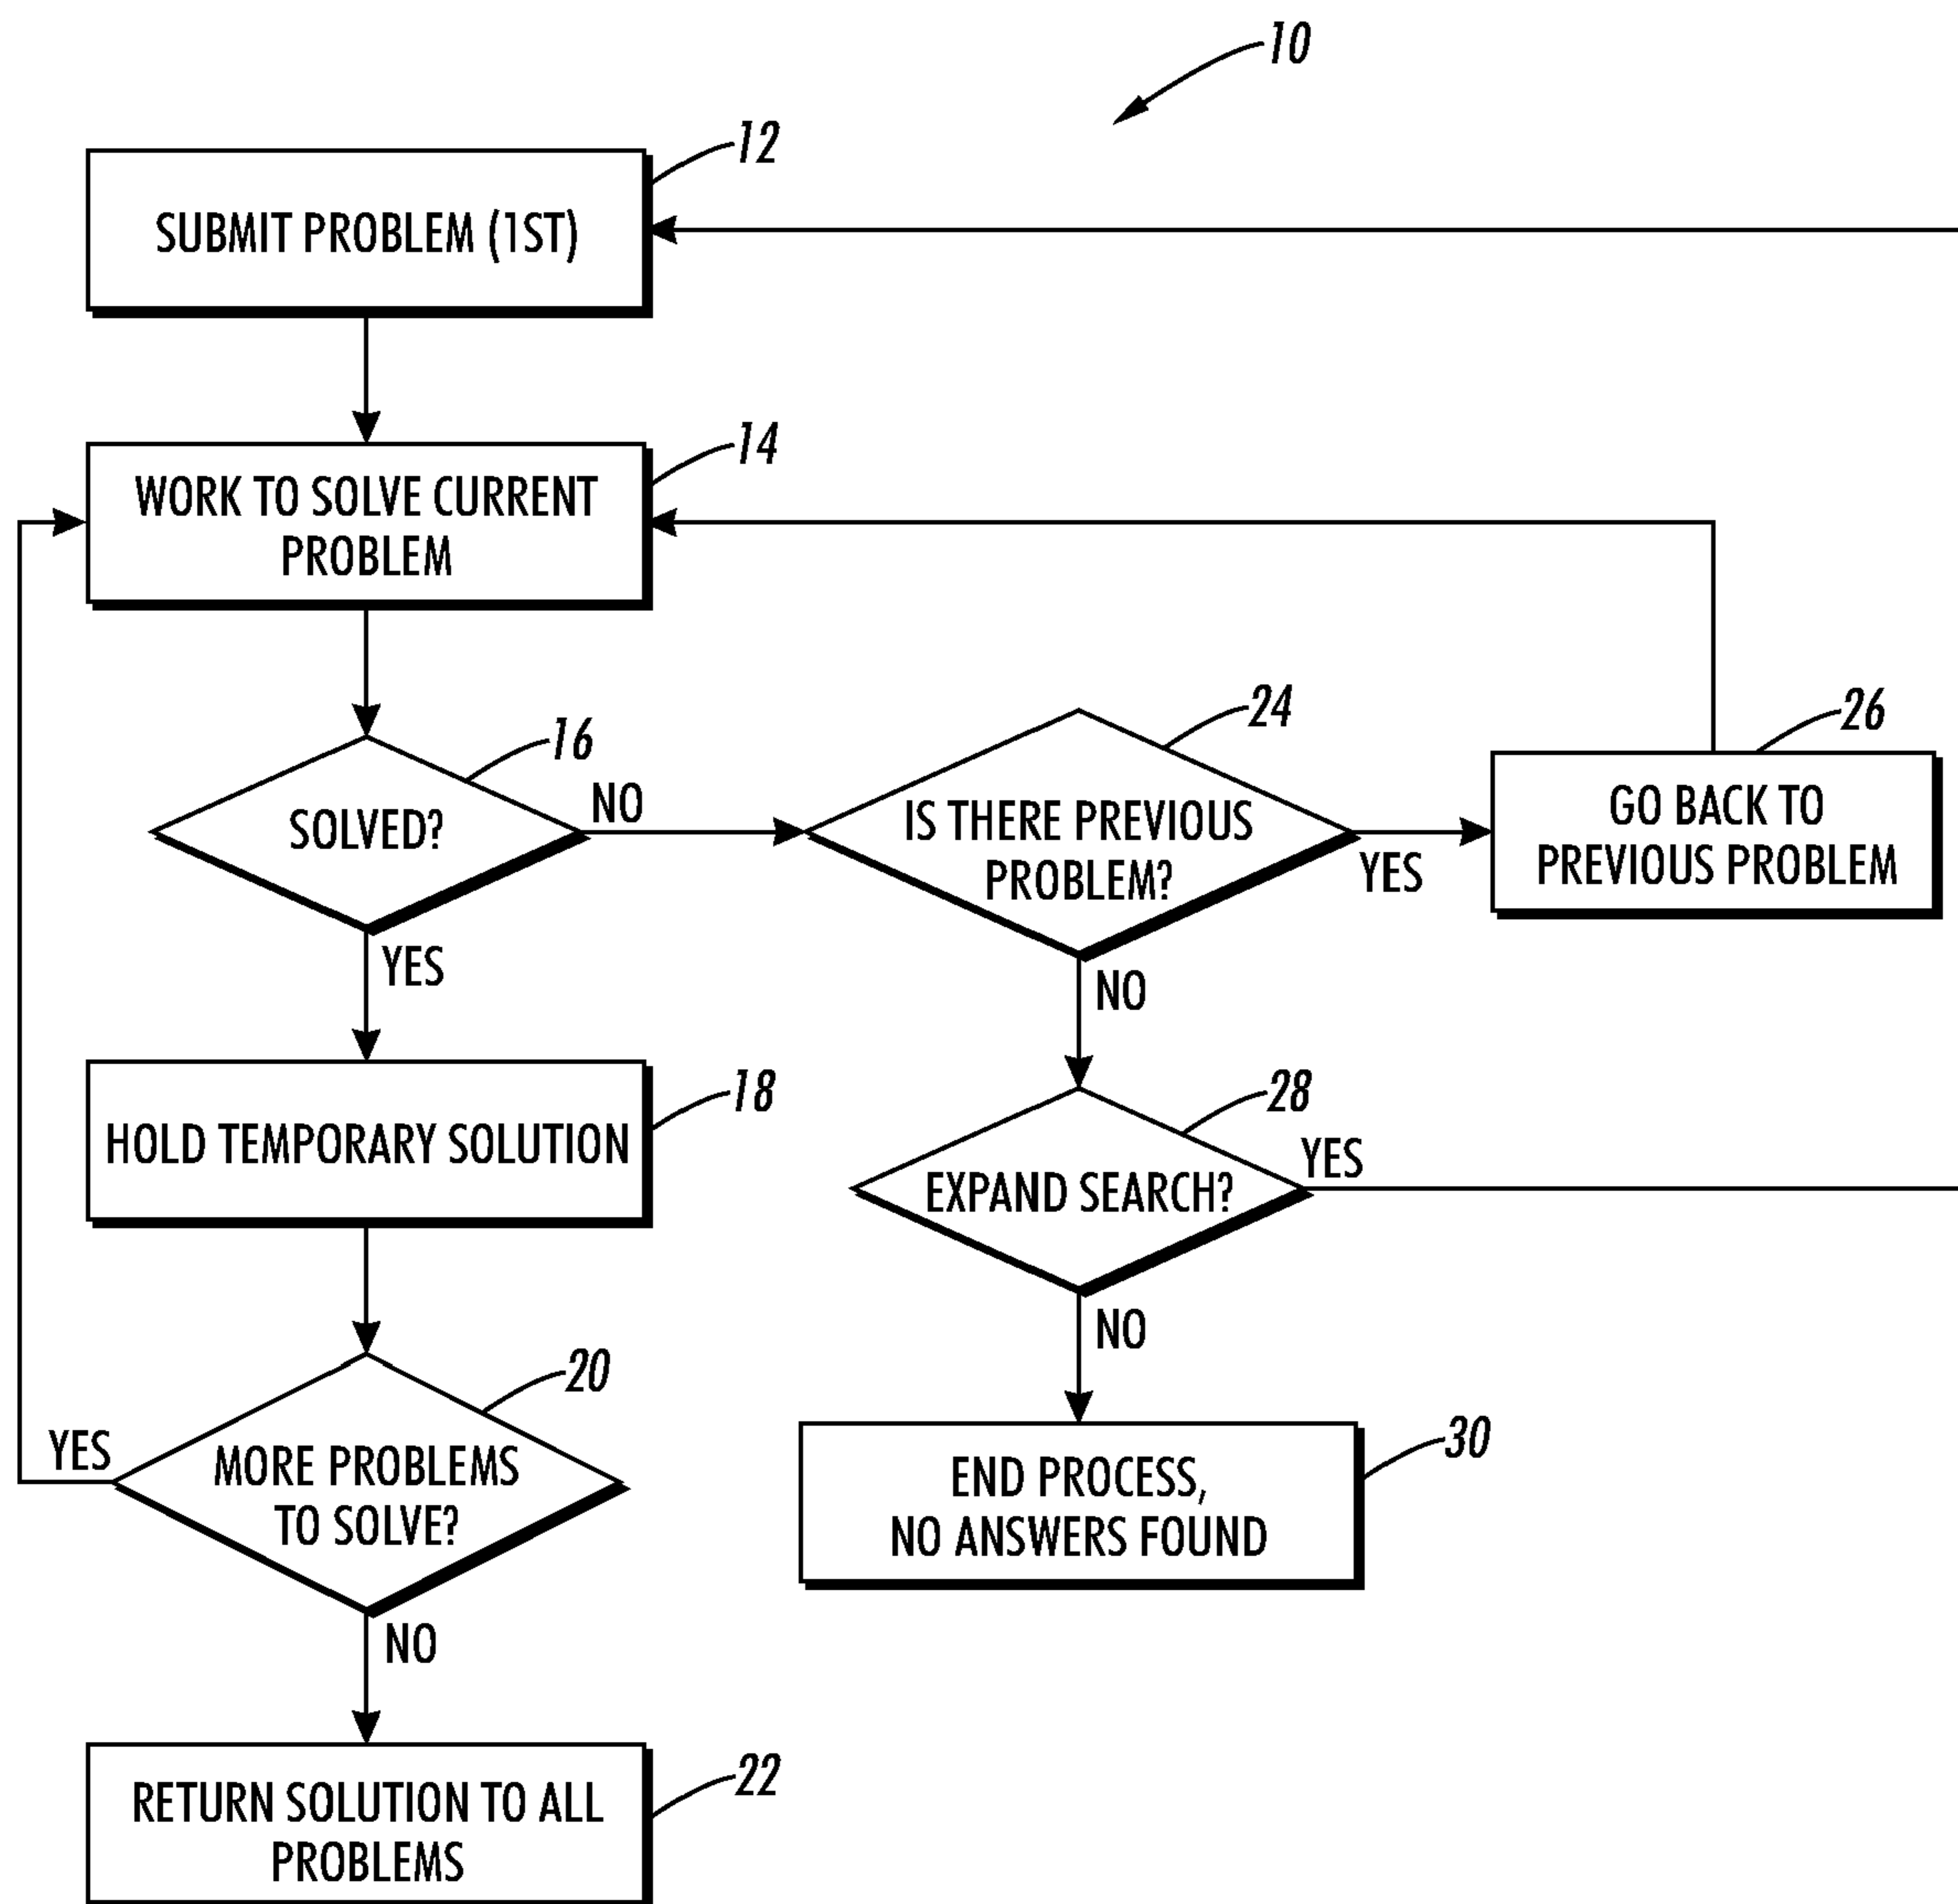 10
12
SUBMIT PROBLEM (1ST)
14
WORK TO SOLVE CURRENT
PROBLEM
16
SOLVED?
NO
YES
24
IS THERE PREVIOUS
PROBLEM?
YES
NO
26
GO BACK TO
PREVIOUS PROBLEM
18
HOLD TEMPORARY SOLUTION
28
EXPAND SEARCH?
YES
NO
20
MORE PROBLEMS
TO SOLVE?
YES
NO
30
END PROCESS,
NO ANSWERS FOUND
22
RETURN SOLUTION TO ALL
PROBLEMS